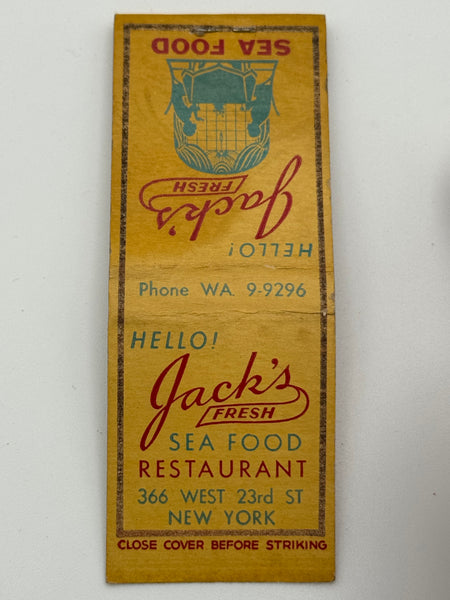 SEA FOOD
Jack's
FRESH
HELLO!
Phone WA. 9-9296
HELLO!
Jack's
FRESH
SEA FOOD
RESTAURANT
366 WEST 23rd ST
NEW YORK
CLOSE COVER BEFORE STRIKING